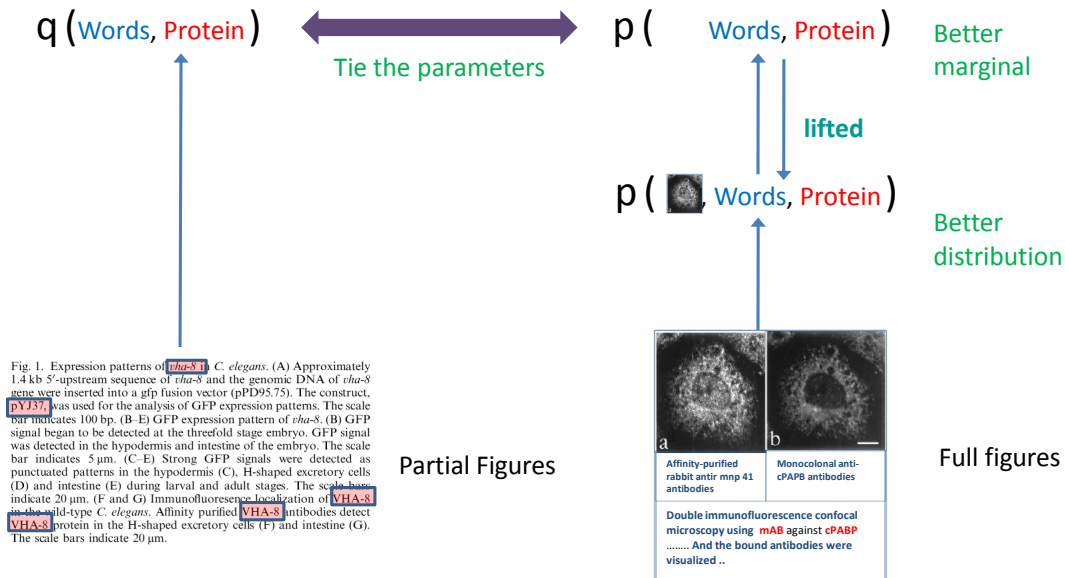 q (Words, Protein)
p ( Words, Protein )
Better
marginal
Tie the parameters
lifted
p ( , Words, Protein )
Better
distribution
Fig. 1. Expression patterns of vha-8 in C. elegans. (A) Approximately
1.4 kb 5′-upstream sequence of vha-8 and the genomic DNA of vha-8
gene were inserted into a gfp fusion vector (pPD95.75). The construct,
pYJ37, was used for the analysis of GFP expression patterns. The scale
bar indicates 100 bp. (B–E) GFP expression pattern of vha-8. (B) GFP
signal began to be detected at the threefold stage embryo. GFP signal
was detected in the hypodermis and intestine of the embryo. The scale
bar indicates 5 μm. (C–E) Strong GFP signals were detected as
punctuated patterns in the hypodermis (C), H-shaped excretory cells
(D) and intestine (E) during larval and adult stages. The scale bars
indicate 20 μm. (F and G) Immunofluoresence localization of VHA-8
in the wild-type C. elegans. Affinity purified VHA-8 antibodies detect
VHA-8 protein in the H-shaped excretory cells (F) and intestine (G).
The scale bars indicate 20 μm.
Partial Figures
a
b
Affinity-purified
rabbit antir mnp 41
antibodies
Monocolonal anti-
cPAPB antibodies
Double immunofluorescence confocal
microscopy using mAB against cPABP
........ And the bound antibodies were
visualized ..
Full figures